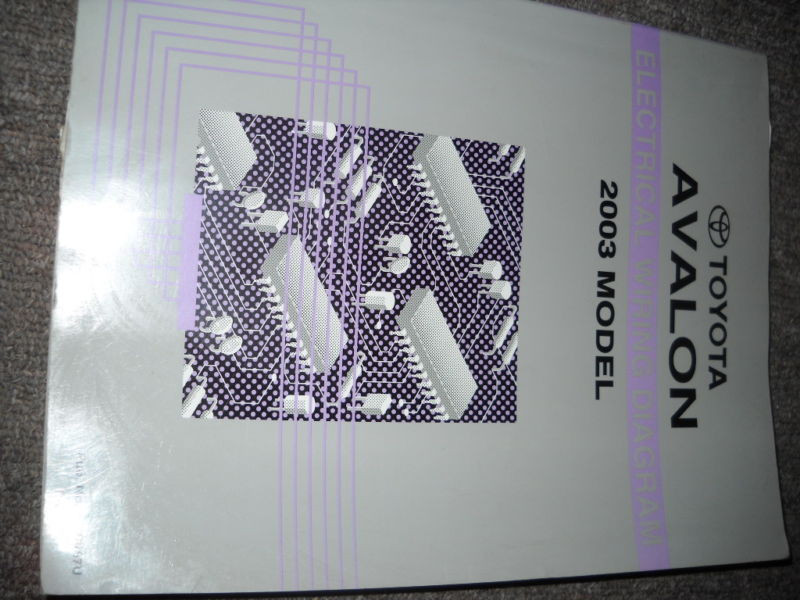 TOYOTA
AVALON
ELECTRICAL WIRING DIAGRAM
2003 MODEL